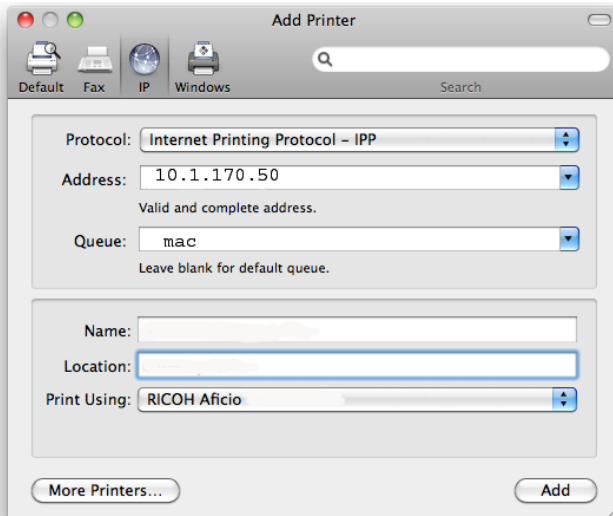 Add Printer
Default Fax IP Windows Search
Protocol: Internet Printing Protocol – IPP
Address: 10.1.170.50
Valid and complete address.
Queue: mac
Leave blank for default queue.
Name:
Location:
Print Using: RICOH Aficio
More Printers... Add